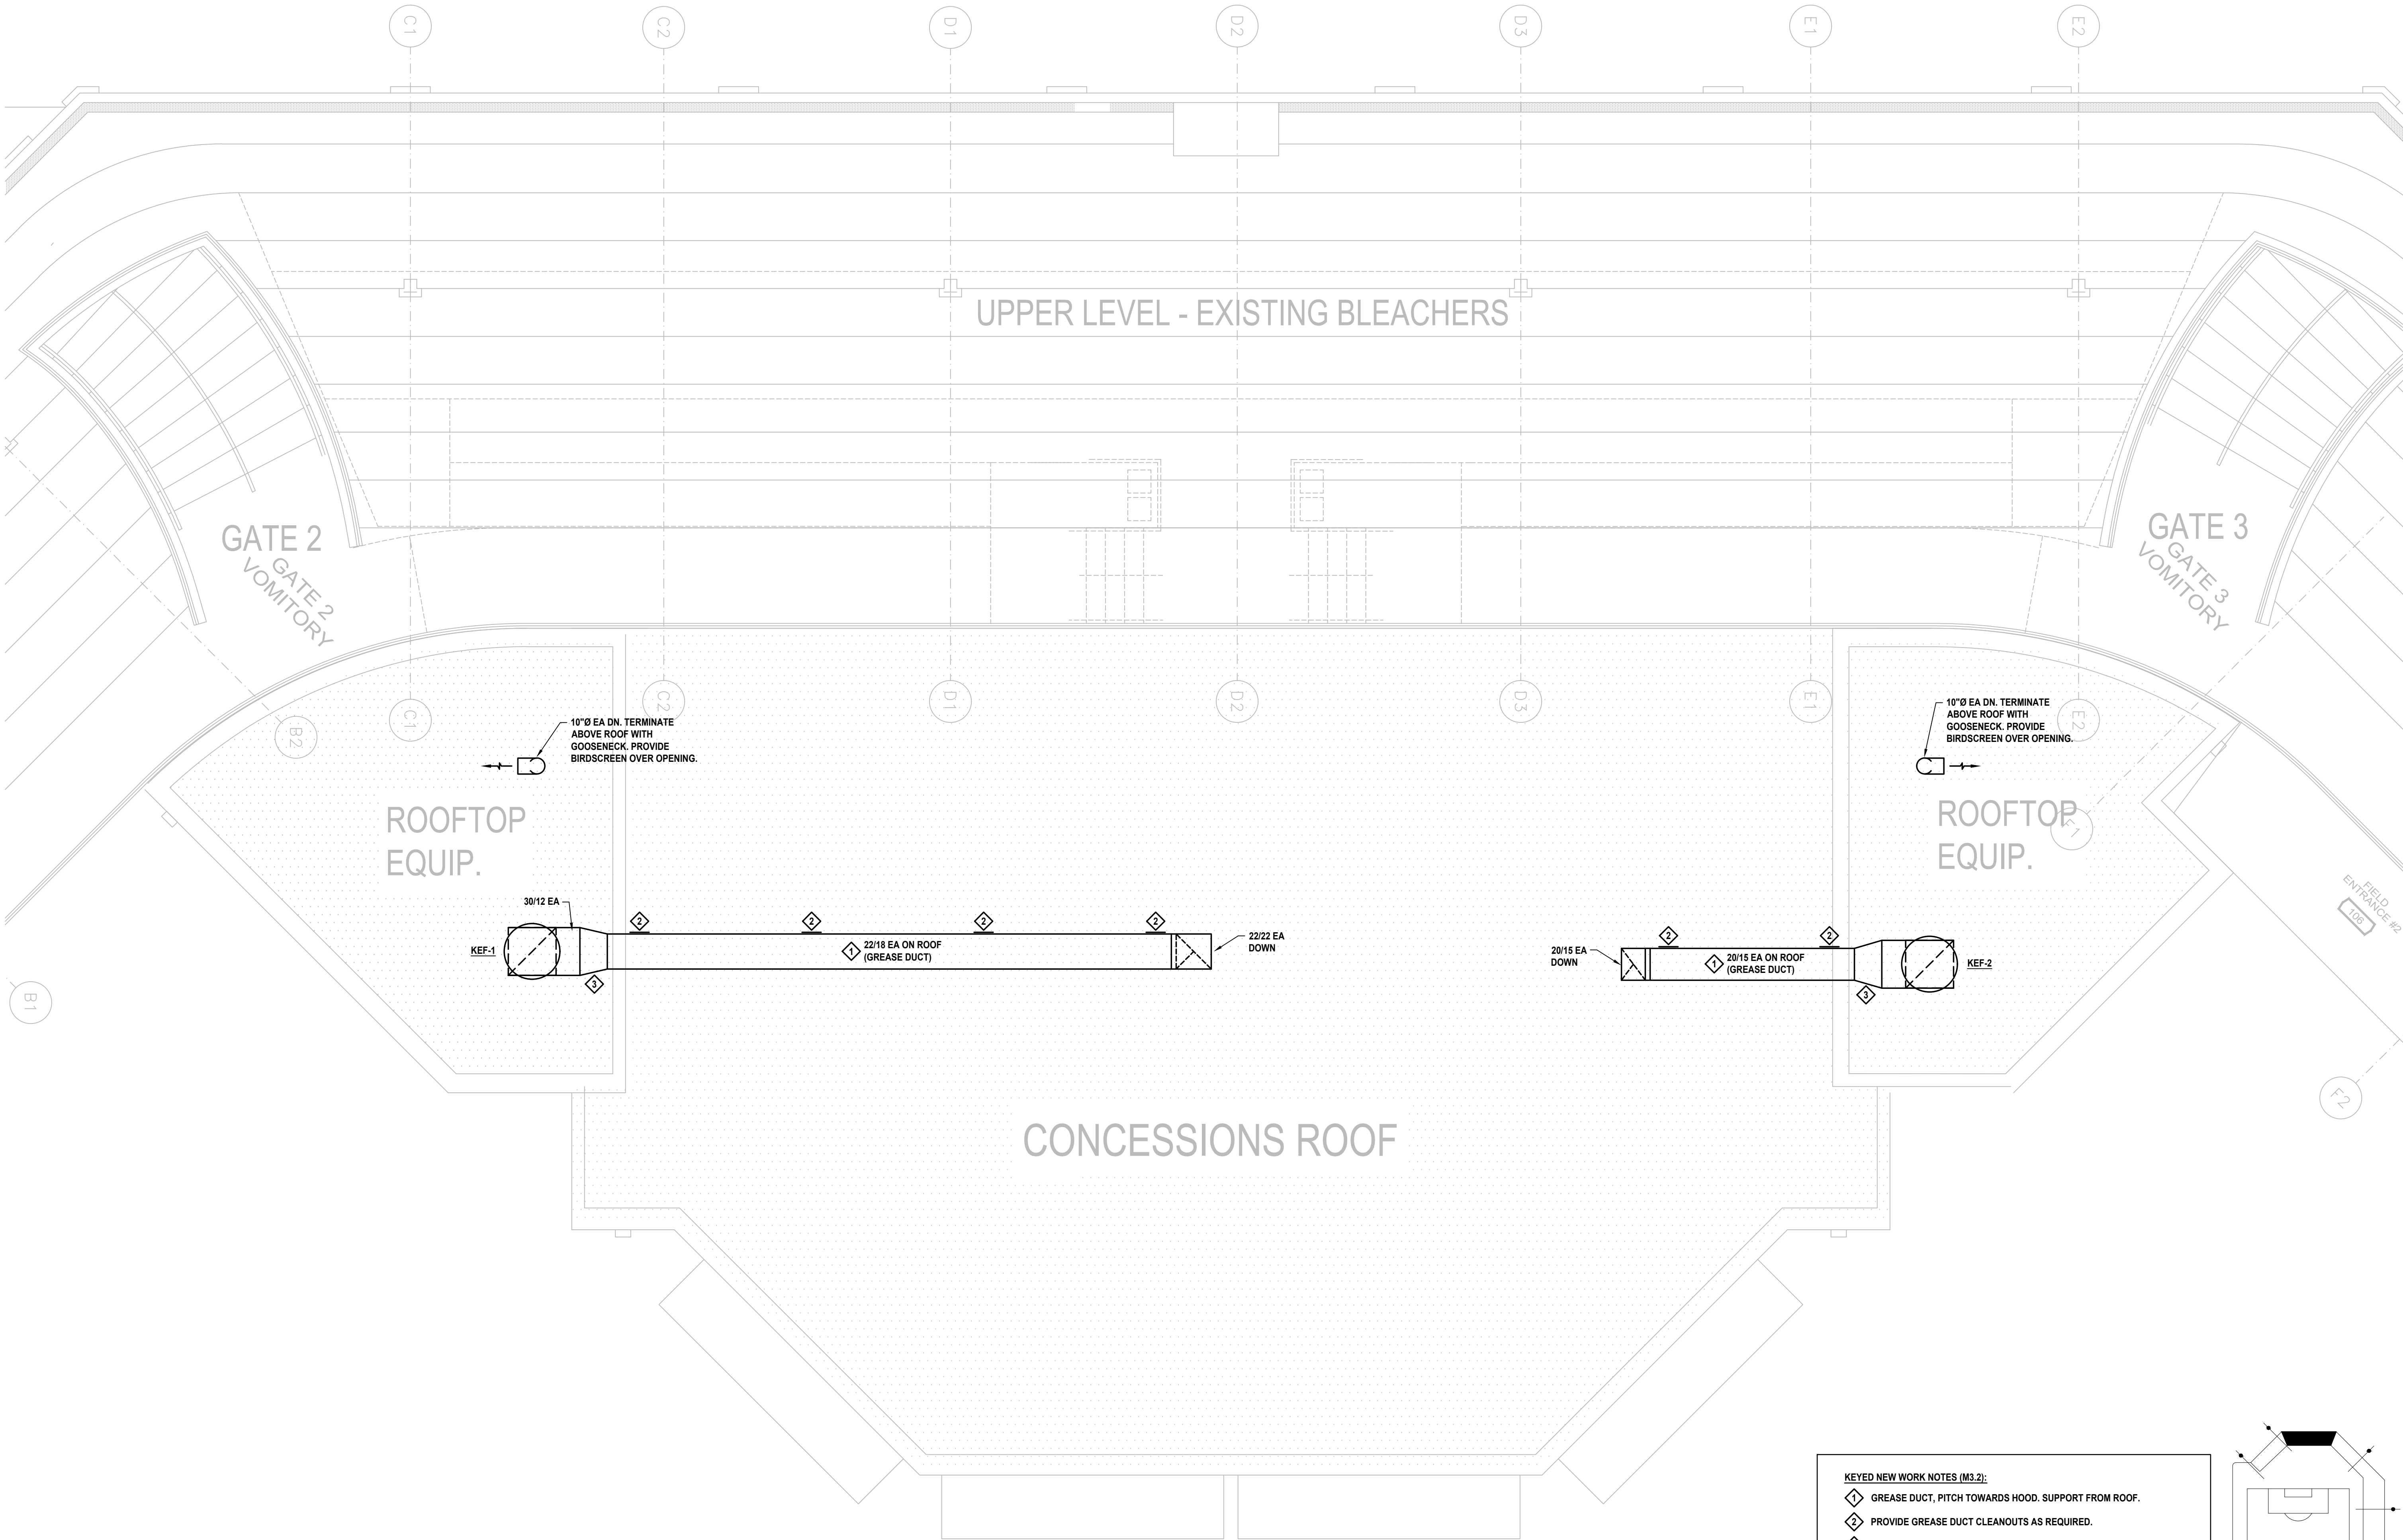 C1
C2
D1
D2
D3
E1
E2
UPPER LEVEL - EXISTING BLEACHERS
GATE 2
GATE 2
VOMITORY
GATE 3
GATE 3
VOMITORY
C1
C2
D1
D2
D3
E1
E2
B2
10"Ø EA DN. TERMINATE
ABOVE ROOF WITH
GOOSENECK. PROVIDE
BIRDSCREEN OVER OPENING.
10"Ø EA DN. TERMINATE
ABOVE ROOF WITH
GOOSENECK. PROVIDE
BIRDSCREEN OVER OPENING.
ROOFTOP
EQUIP.
ROOFTOP
EQUIP.
F1
FIELD
ENTRANCE #2
106
30/12 EA
KEF-1
2
2
2
2
1 22/18 EA ON ROOF
(GREASE DUCT)
3
22/22 EA
DOWN
20/15 EA
DOWN
2
2
1 20/15 EA ON ROOF
(GREASE DUCT)
3
KEF-2
B1
F2
CONCESSIONS ROOF
KEYED NEW WORK NOTES (M3.2):
1 GREASE DUCT, PITCH TOWARDS HOOD. SUPPORT FROM ROOF.
2 PROVIDE GREASE DUCT CLEANOUTS AS REQUIRED.